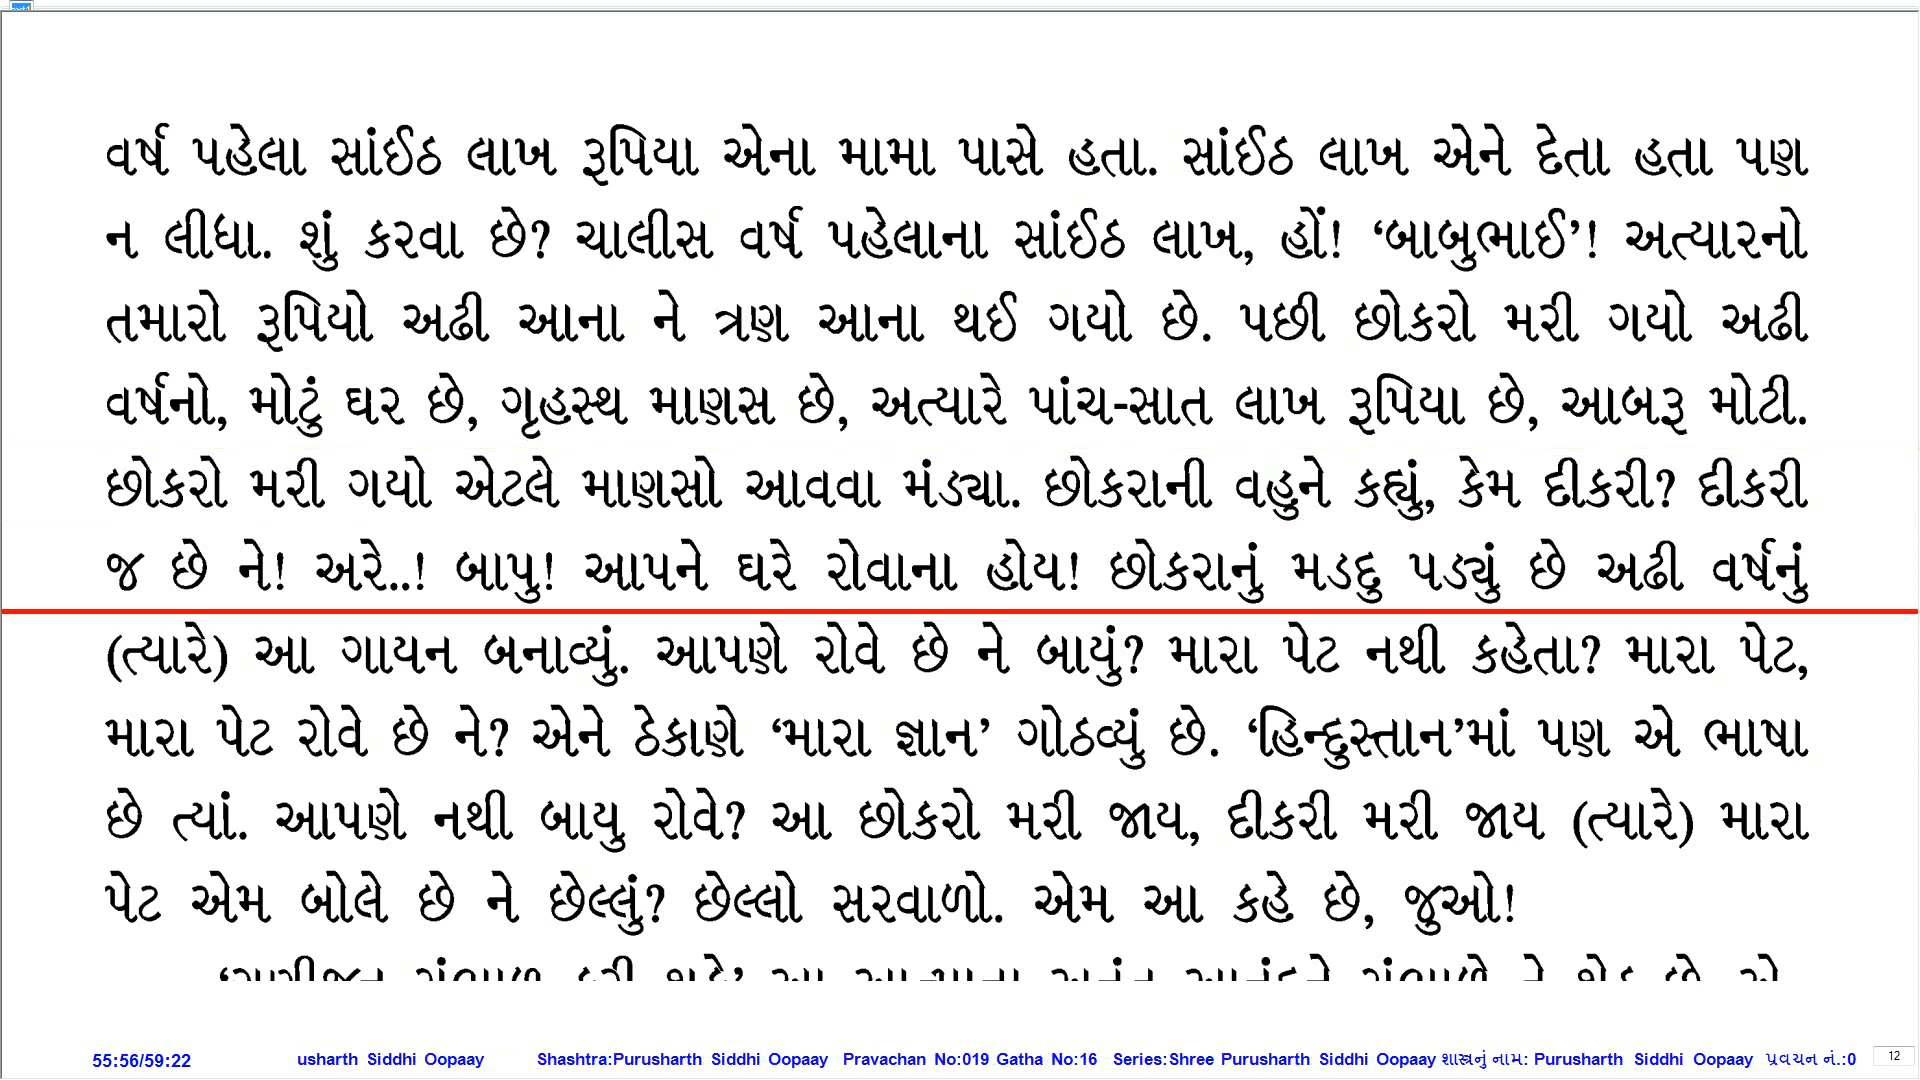 વર્ષ પહેલા સાંઈઠ લાખ રૂપિયા એના મામા પાસે હતા. સાંઈઠ લાખ એને દેતા હતા પણ
ન લીધા. શું કરવા છે? ચાલીસ વર્ષ પહેલાના સાંઈઠ લાખ, હોં! ‘બાબુભાઈ’! અત્યારનો
તમારો રૂપિયો અઢી આના ને ત્રણ આના થઈ ગયો છે. પછી છોકરો મરી ગયો અઢી
વર્ષનો, મોટું ઘર છે, ગૃહસ્થ માણસ છે, અત્યારે પાંચ-સાત લાખ રૂપિયા છે, આબરૂ મોટી.
છોકરો મરી ગયો એટલે માણસો આવવા મંડ્યા. છોકરાની વહુને કહ્યું, કેમ દીકરી? દીકરી
જ છે ને! અરે..! બાપુ! આપને ઘરે રોવાના હોય! છોકરાનું મડદુ પડ્યું છે અઢી વર્ષનું
(ત્યારે) આ ગાયન બનાવ્યું. આપણે રોવે છે ને બાયું? મારા પેટ નથી કહેતા? મારા પેટ,
મારા પેટ રોવે છે ને? એને ઠેકાણે ‘મારા જ્ઞાન’ ગોઠવ્યું છે. ‘હિન્દુસ્તાન’માં પણ એ ભાષા
છે ત્યાં. આપણે નથી બાયુ રોવે? આ છોકરો મરી જાય, દીકરી મરી જાય (ત્યારે) મારા
પેટ એમ બોલે છે ને છેલ્લું? છેલ્લો સરવાળો. એમ આ કહે છે, જુઓ!
55:56/59:22 usharth Siddhi Oopaay Shashtra:Purusharth Siddhi Oopaay Pravachan No:019 Gatha No:16 Series:Shree Purusharth Siddhi Oopaay શાસ્ત્રનું નામ: Purusharth Siddhi Oopaay પ્રવચન નં.:0 12